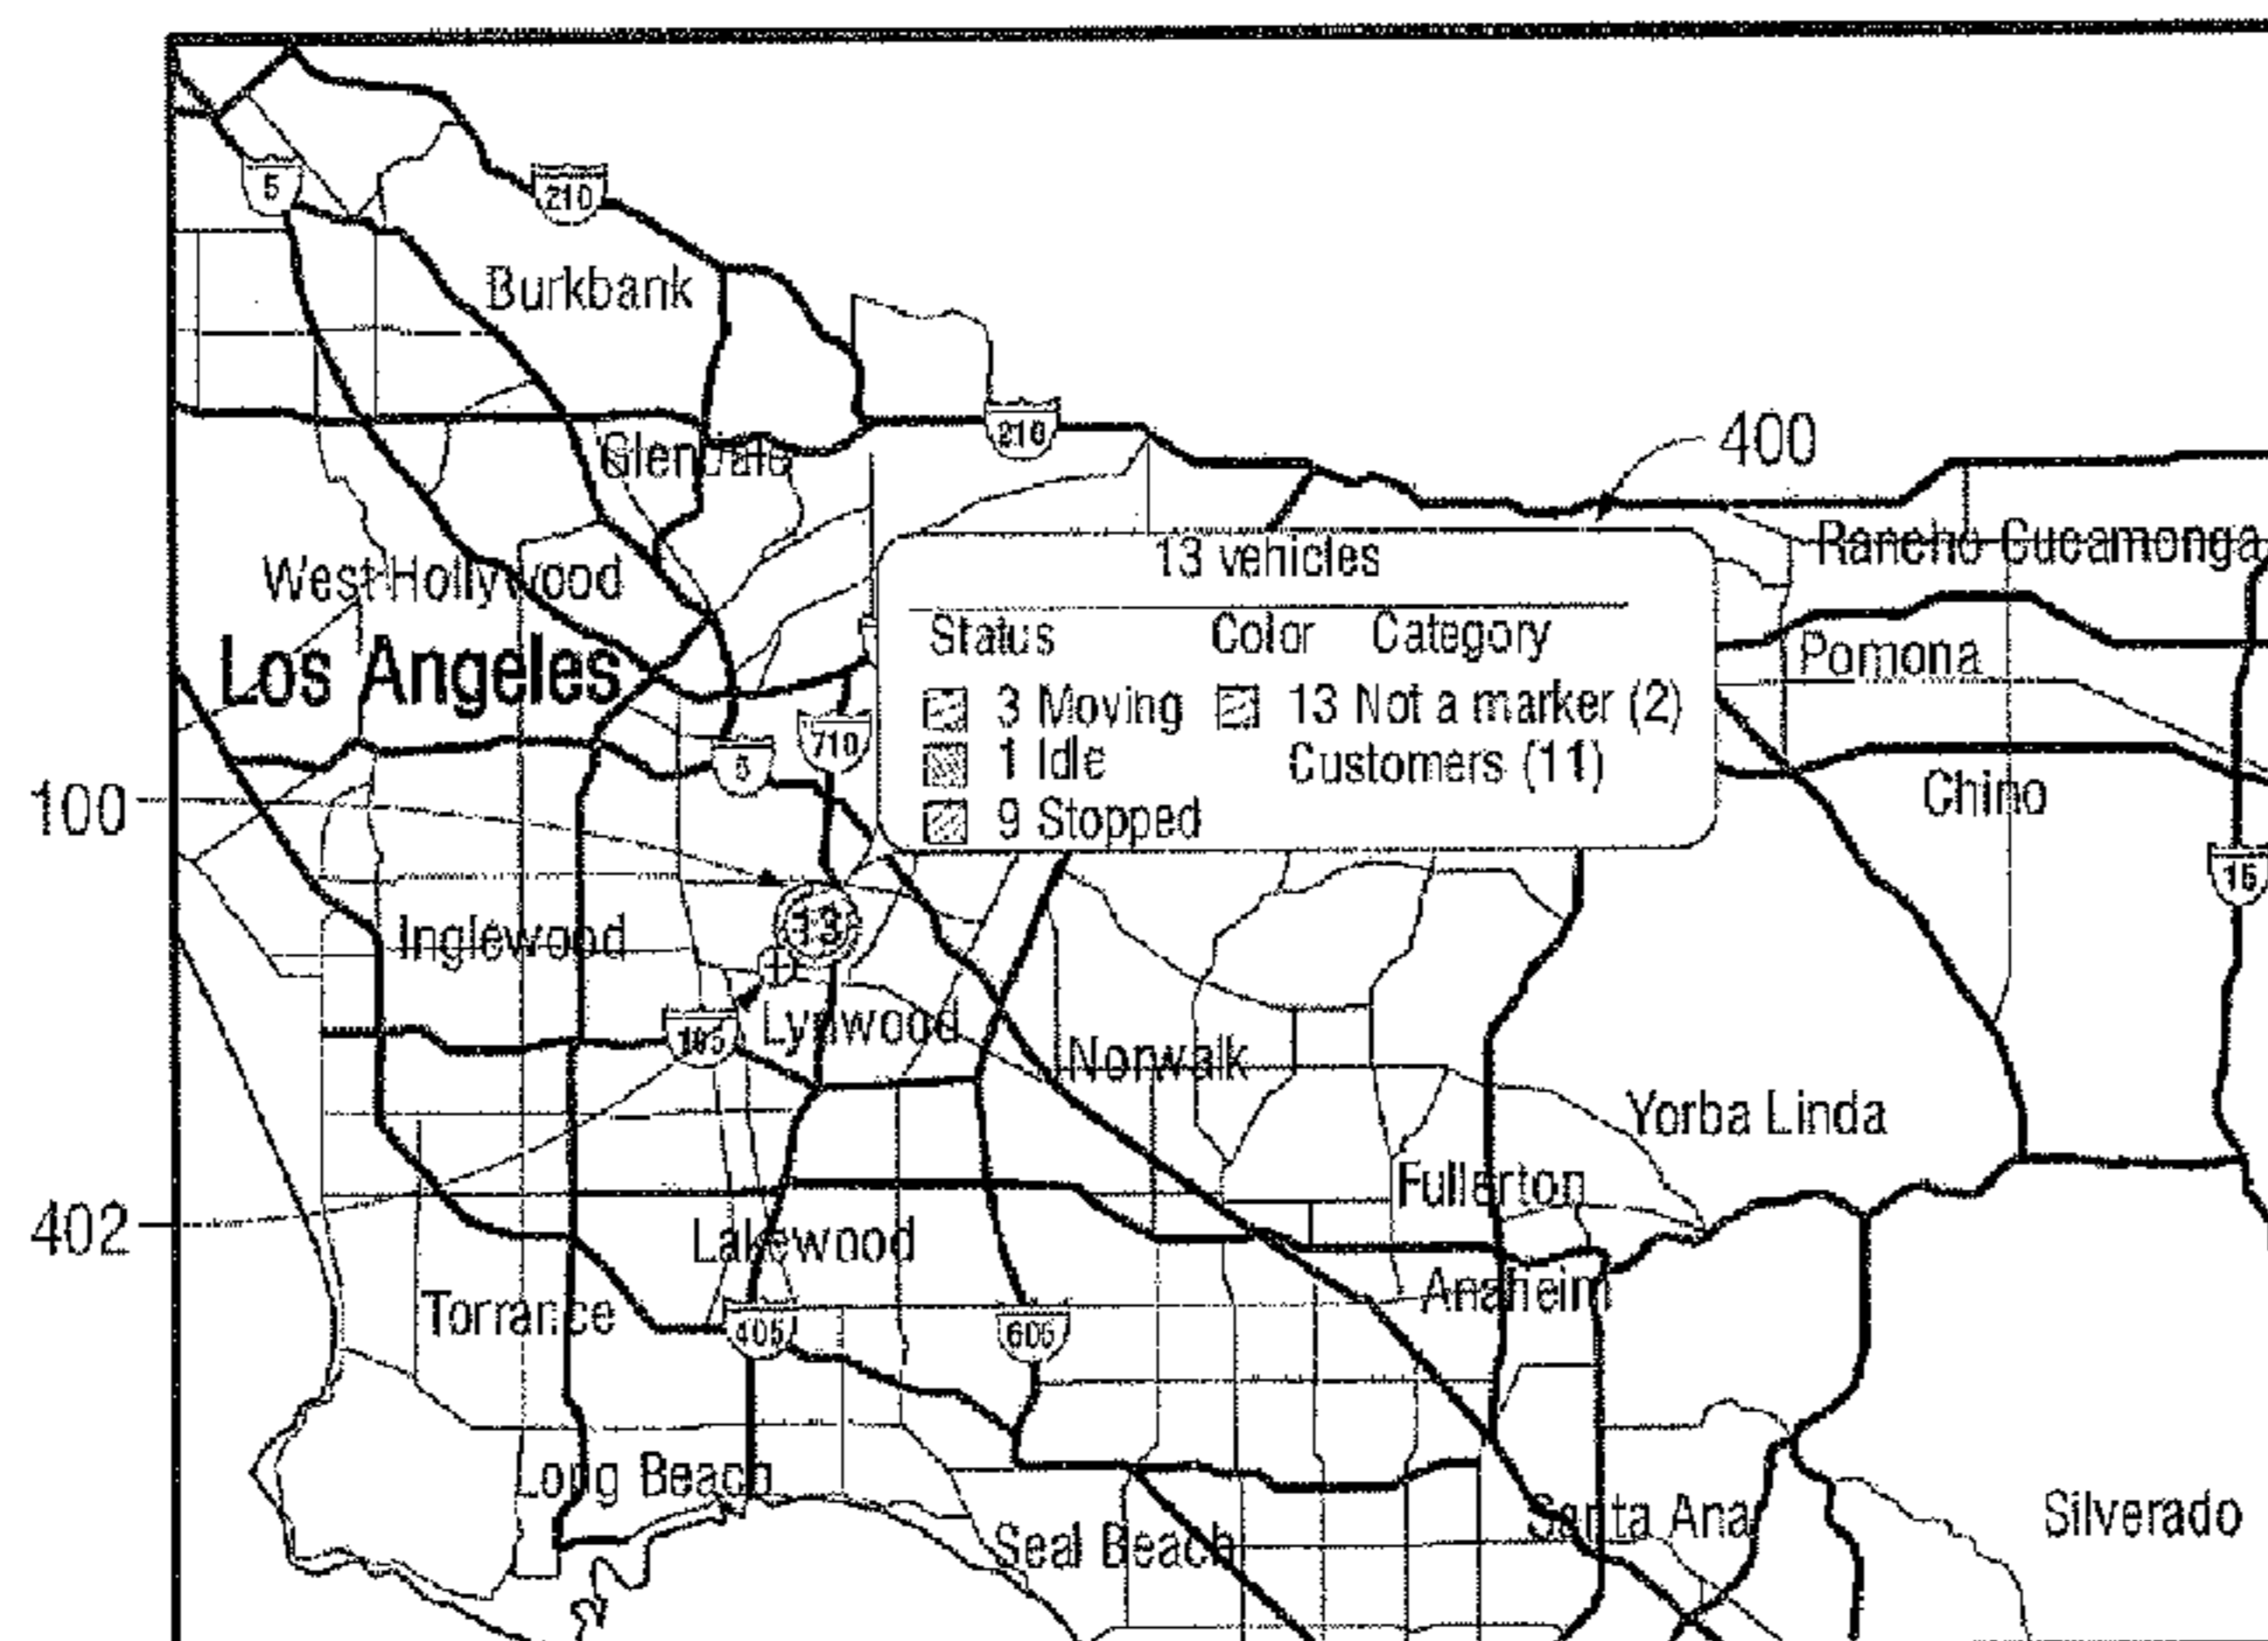 5
210
Burkbank
210
400
Glendale
13 vehicles
Rancho Cucamonga
West Hollywood
Status Color Category
Los Angeles
Pomona
3 Moving 13 Not a marker (2)
710
5
1 Idle Customers (11)
100
Chino
9 Stopped
15
13
Inglewood
+
105
Lynwood
Norwalk
Yorba Linda
Fullerton
402
Lakewood
Anaheim
Torrance
405
605
Long Beach
Santa Ana
Silverado
Seal Beach